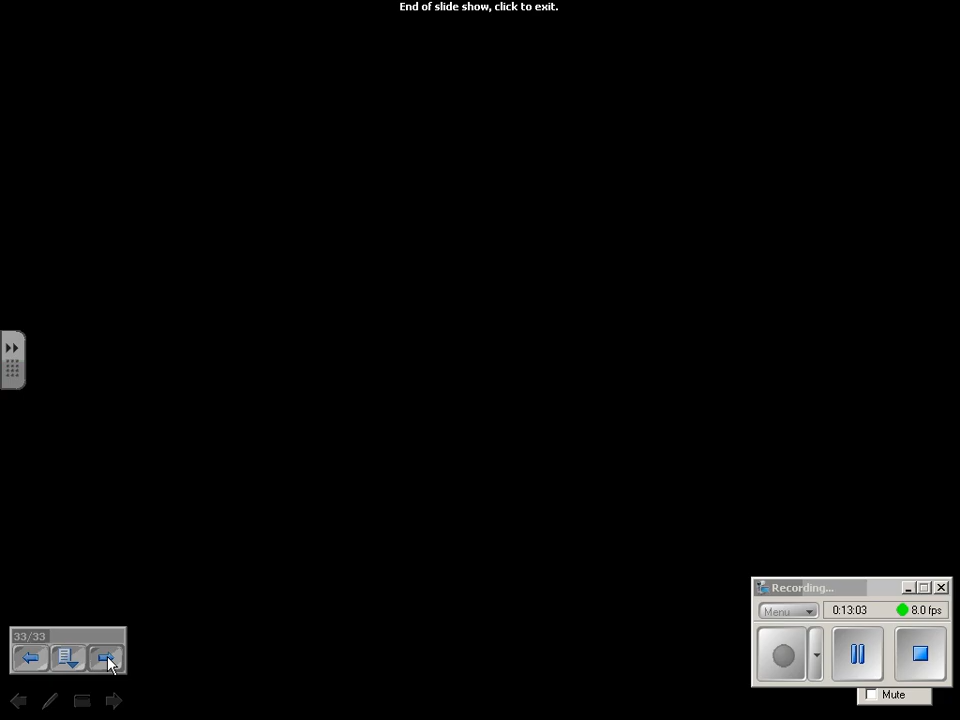 End of slide show, click to exit.
Recording...
Menu
0:13:03
8.0 fps
33/33
Mute